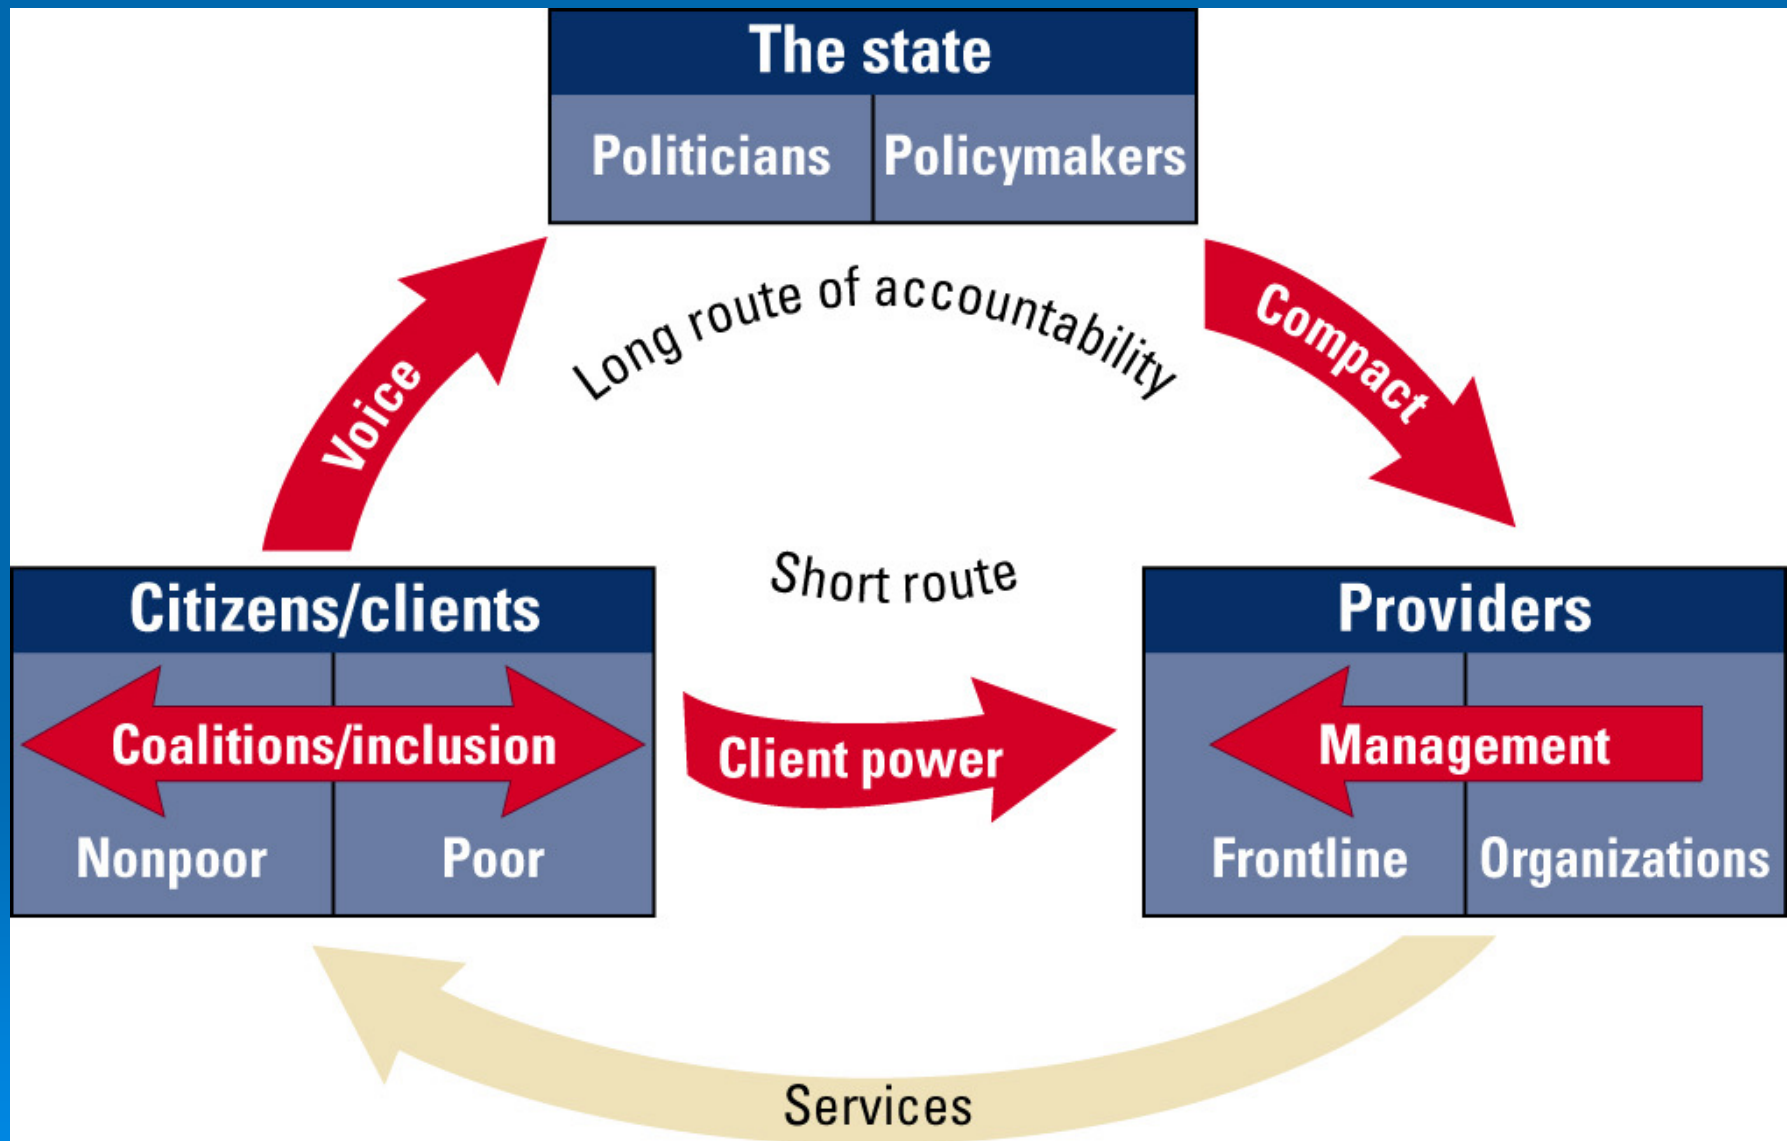 The state
Politicians Policymakers
Long route of accountability
Voice
Compact
Short route
Citizens/clients
Providers
Coalitions/inclusion
Client power
Management
Nonpoor Poor
Frontline Organizations
Services